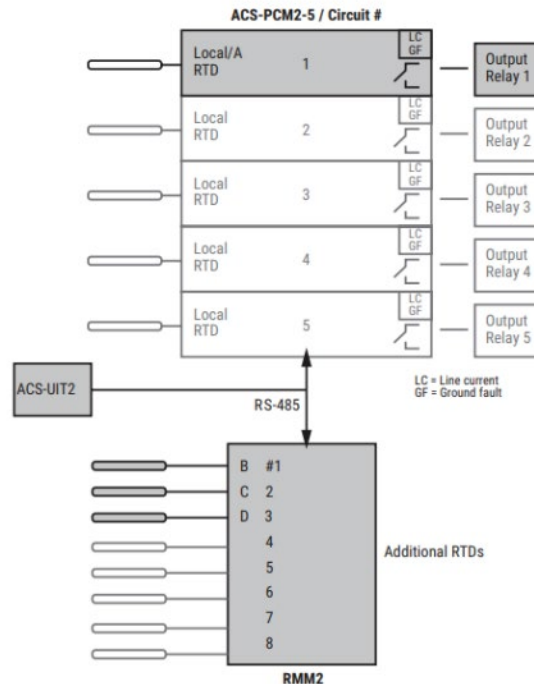 ACS-PCM2-5 / Circuit #
Local/A
RTD
1
LC
GF
Output
Relay 1
Local
RTD
2
LC
GF
Output
Relay 2
Local
RTD
3
LC
GF
Output
Relay 3
Local
RTD
4
LC
GF
Output
Relay 4
Local
RTD
5
LC
GF
Output
Relay 5
ACS-UIT2
RS-485
LC = Line current
GF = Ground fault
B #1
C 2
D 3
4
5
6
7
8
Additional RTDs
RMM2